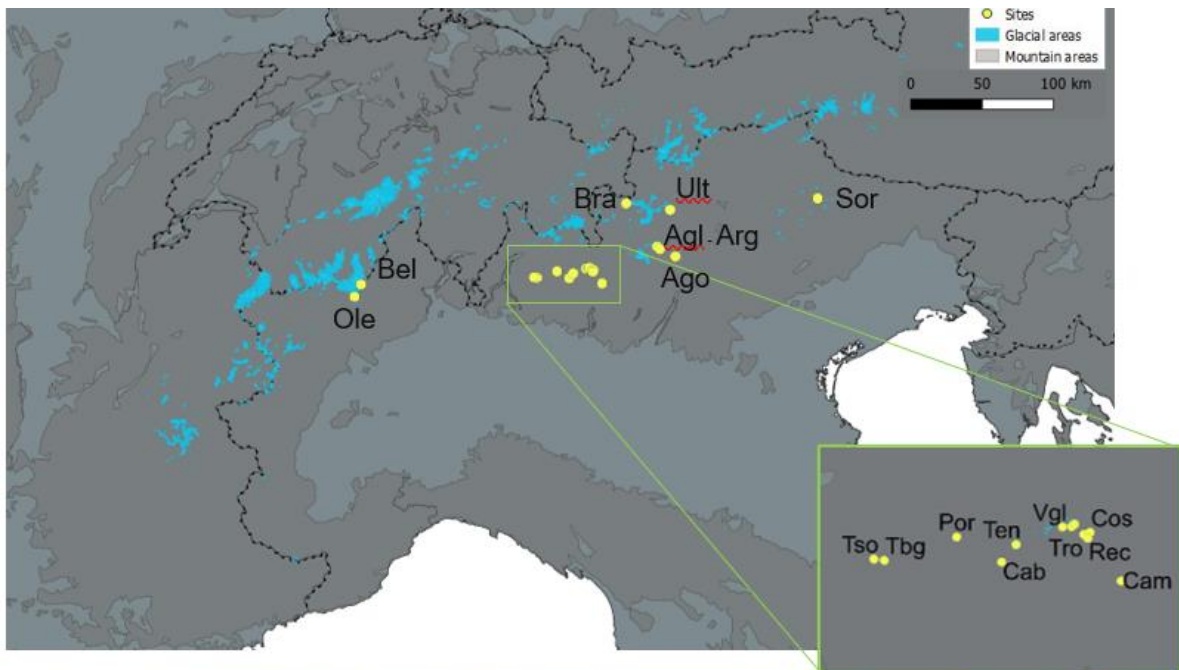 Sites
Glacial areas
Mountain areas
0 50 100 km
Bra
Ult
Sor
Agl - Arg
Ago
Bel
Ole
Vgl
Cos
Por
Ten
Tso Tbg
Tro Rec
Cab
Cam